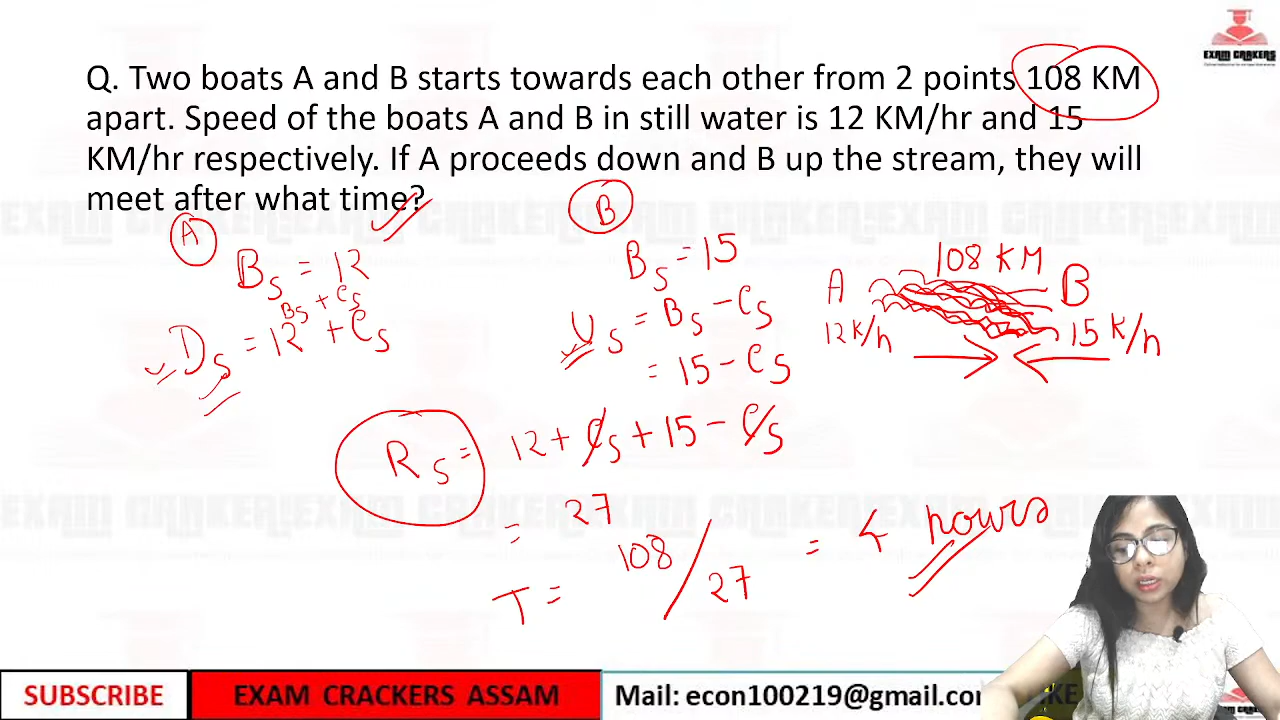 EXAM CRAKERS
Q. Two boats A and B starts towards each other from 2 points 108 KM
apart. Speed of the boats A and B in still water is 12 KM/hr and 15
KM/hr respectively. If A proceeds down and B up the stream, they will
meet after what time?
A
B
BS = 12
BS = 15
108 KM
A
B
BS + CS
DS = 12 + CS
US = BS - CS
12 K/h
15 K/h
= 15 - CS
RS = 12 + CS + 15 - CS
= 27
T = 108/27 = 4 hours
SUBSCRIBE
EXAM CRACKERS ASSAM
Mail: econ100219@gmail.co